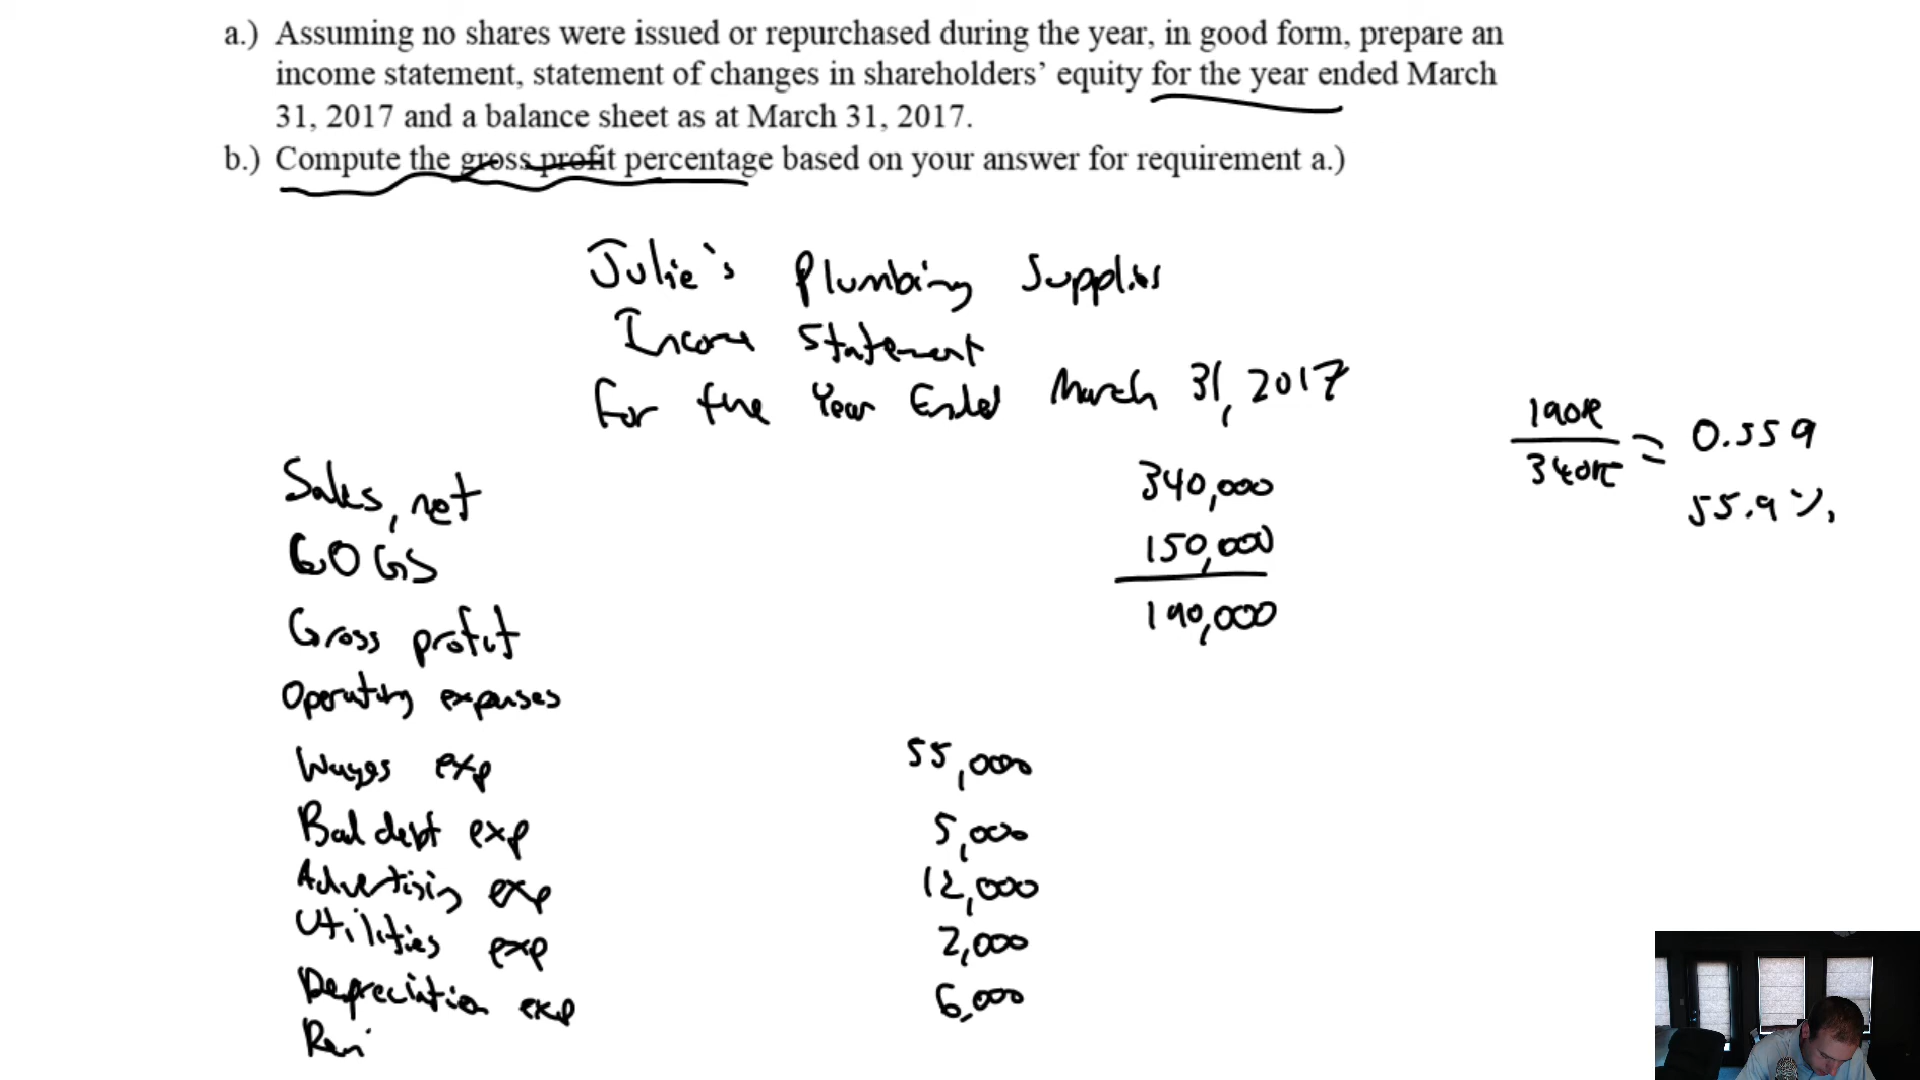 a.) Assuming no shares were issued or repurchased during the year, in good form, prepare an
income statement, statement of changes in shareholders’ equity for the year ended March
31, 2017 and a balance sheet as at March 31, 2017.
b.) Compute the gross profit percentage based on your answer for requirement a.)
Julie's Plumbing Supplies
Income Statement
For the Year Ended March 31, 2017
190K
340K = 0.559
55.9%
Sales, net 340,000
COGS 150,000
Gross profit 190,000
Operating expenses
Wages exp 55,000
Bad debt exp 5,000
Advertising exp 12,000
Utilities exp 2,000
Depreciation exp 6,000